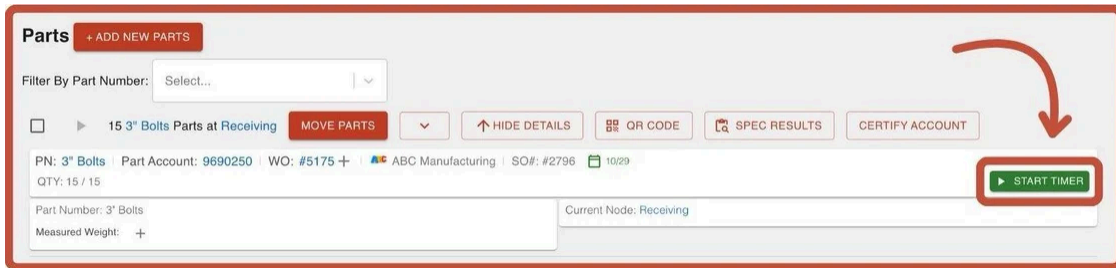 Parts + ADD NEW PARTS
Filter By Part Number: Select...
15 3" Bolts Parts at Receiving MOVE PARTS HIDE DETAILS QR CODE SPEC RESULTS CERTIFY ACCOUNT
PN: 3" Bolts Part Account: 9690250 WO: #5175 + ABC ABC Manufacturing SO#: #2796 10/29
QTY: 15 / 15
START TIMER
Part Number: 3" Bolts Current Node: Receiving
Measured Weight: +